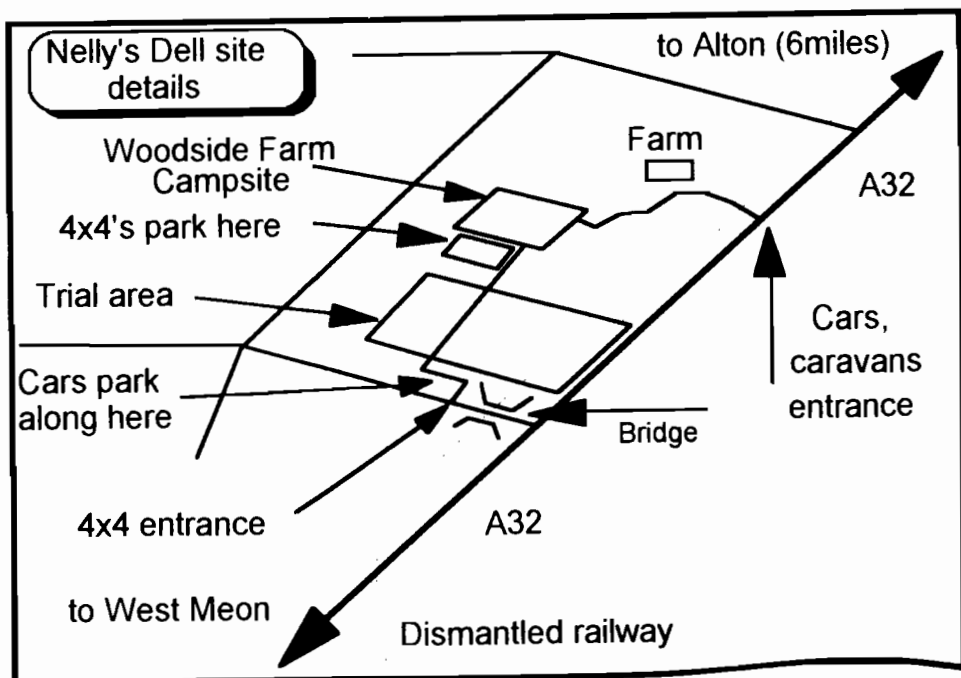 Nelly's Dell site
details
to Alton (6miles)
Woodside Farm
Campsite
Farm
A32
4x4's park here
Trial area
Cars,
caravans
entrance
Cars park
along here
Bridge
4x4 entrance
A32
to West Meon
Dismantled railway